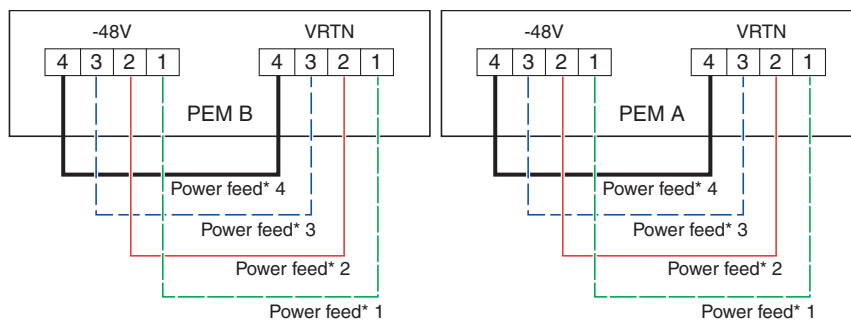 -48V VRTN
4 3 2 1 4 3 2 1
PEM B
Power feed* 4
Power feed* 3
Power feed* 2
Power feed* 1
-48V VRTN
4 3 2 1 4 3 2 1
PEM A
Power feed* 4
Power feed* 3
Power feed* 2
Power feed* 1